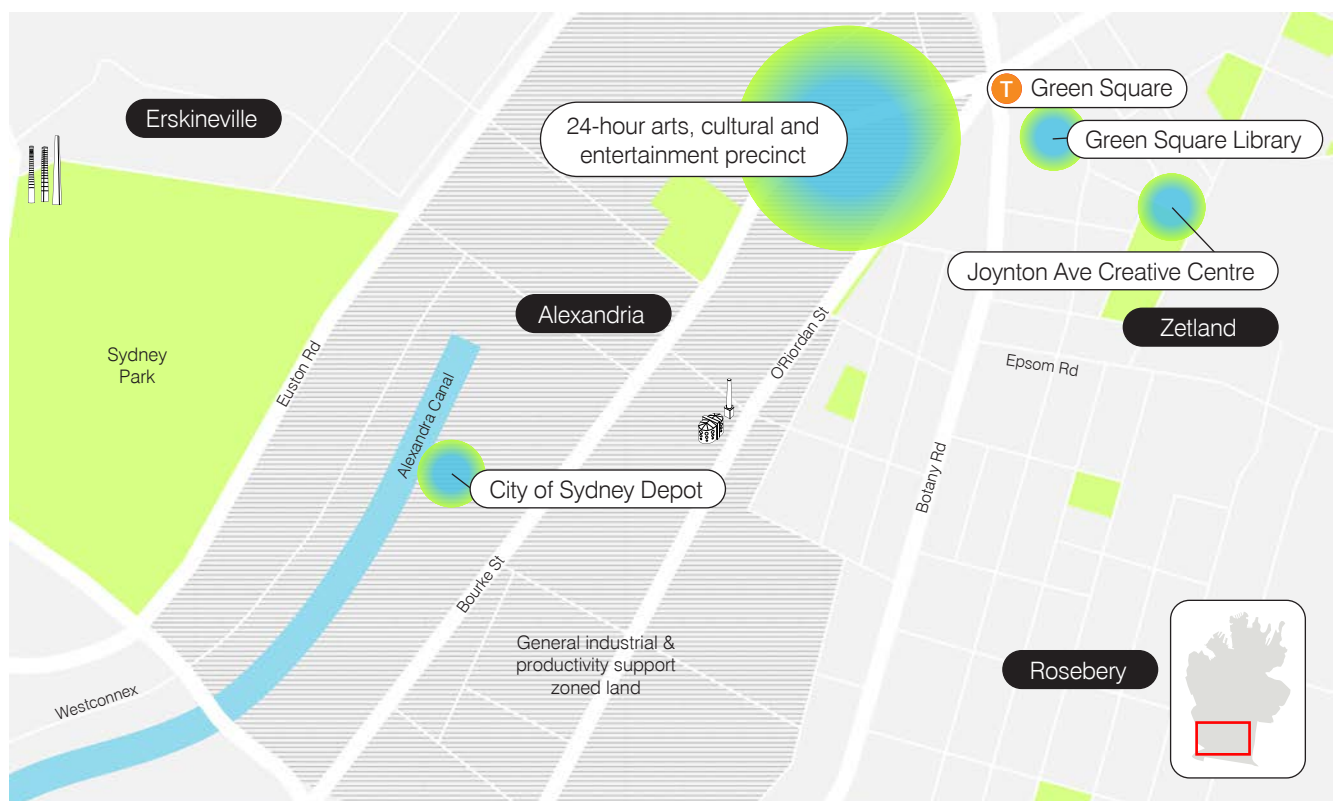 Erskineville
T Green Square
24-hour arts, cultural and
entertainment precinct
Green Square Library
Joynton Ave Creative Centre
Alexandria
Zetland
Sydney
Park
Euston Rd
Alexandra Canal
O'Riordan St
Epsom Rd
City of Sydney Depot
Botany Rd
Bourke St
General industrial &
productivity support
zoned land
Rosebery
Westconnex